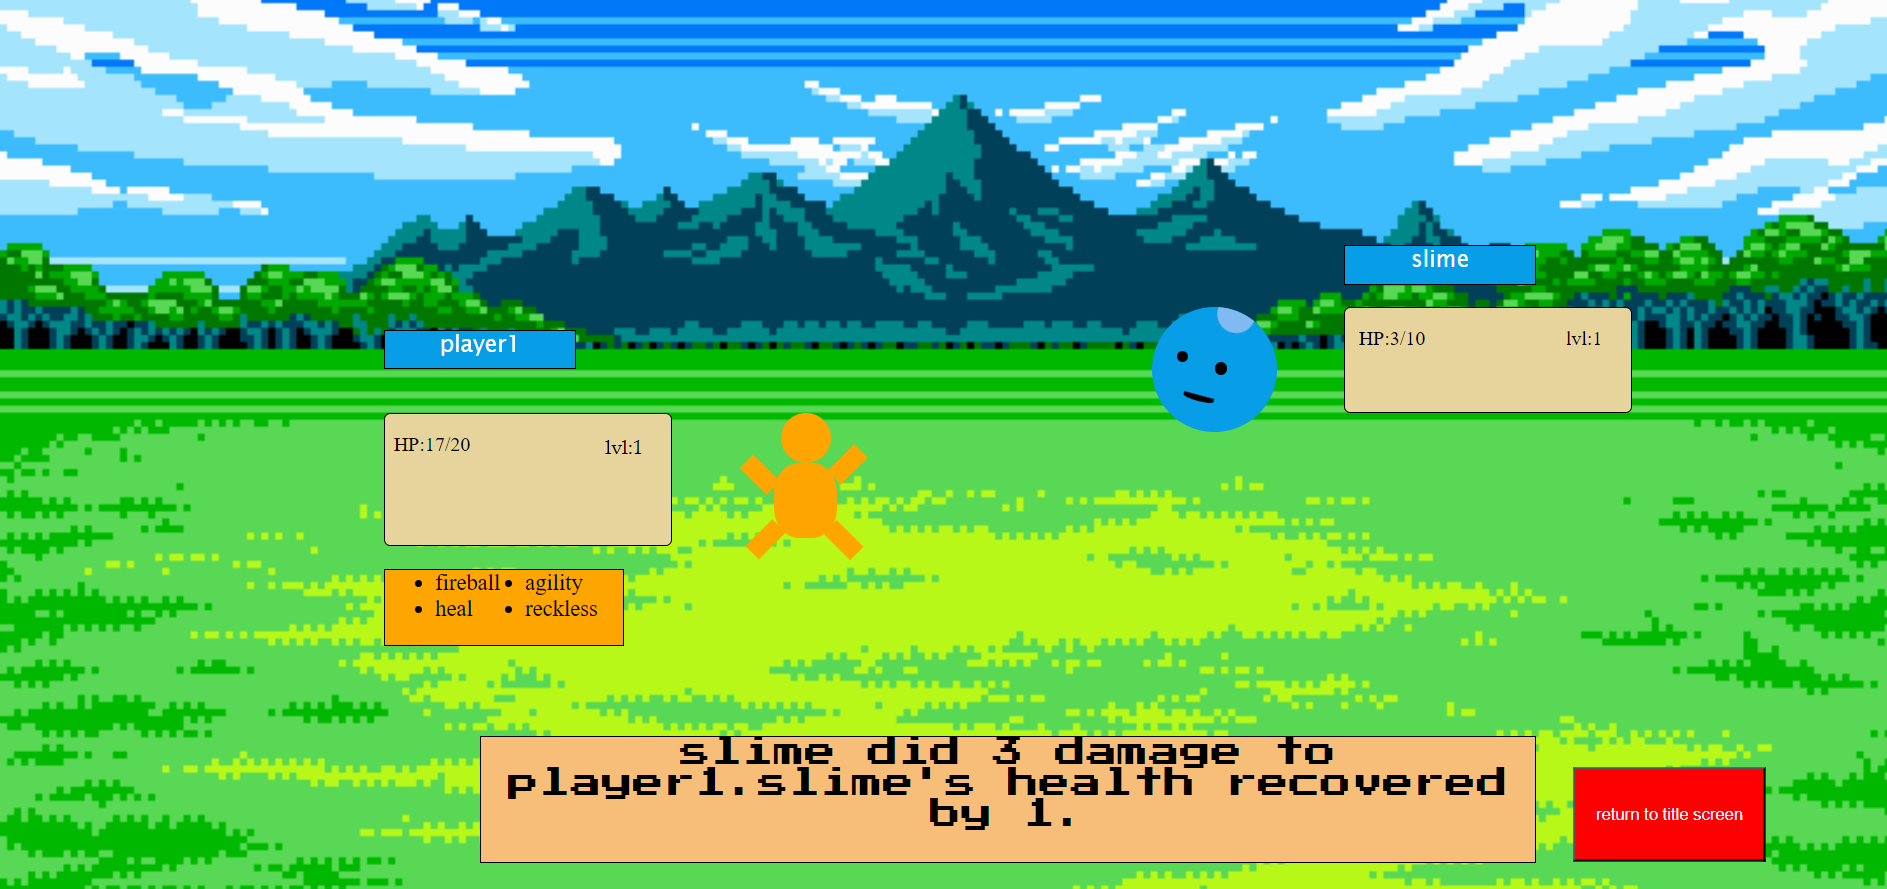 slime
HP:3/10 lvl:1
player1
HP:17/20 lvl:1
• fireball • agility
• heal • reckless
slime did 3 damage to
player1.slime's health recovered
by 1.
return to title screen